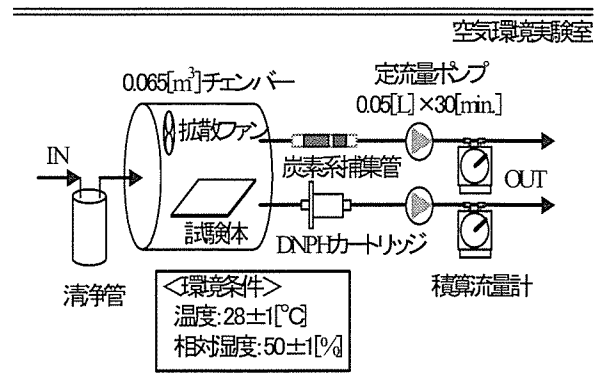 空気環境実験室
定流量ポンプ
0.065[m³]チェンバー
0.05[L]×30[min.]
拡散ファン
IN
炭素系捕集管
OUT
試験体
DNPHカートリッジ
清浄管
積算流量計
<環境条件>
温度:28±1[°C]
相対湿度:50±1[%]